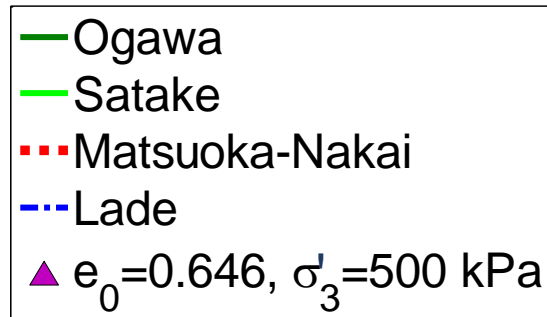 Ogawa
Satake
Matsuoka-Nakai
Lade
e₀=0.646, σ'₃=500 kPa